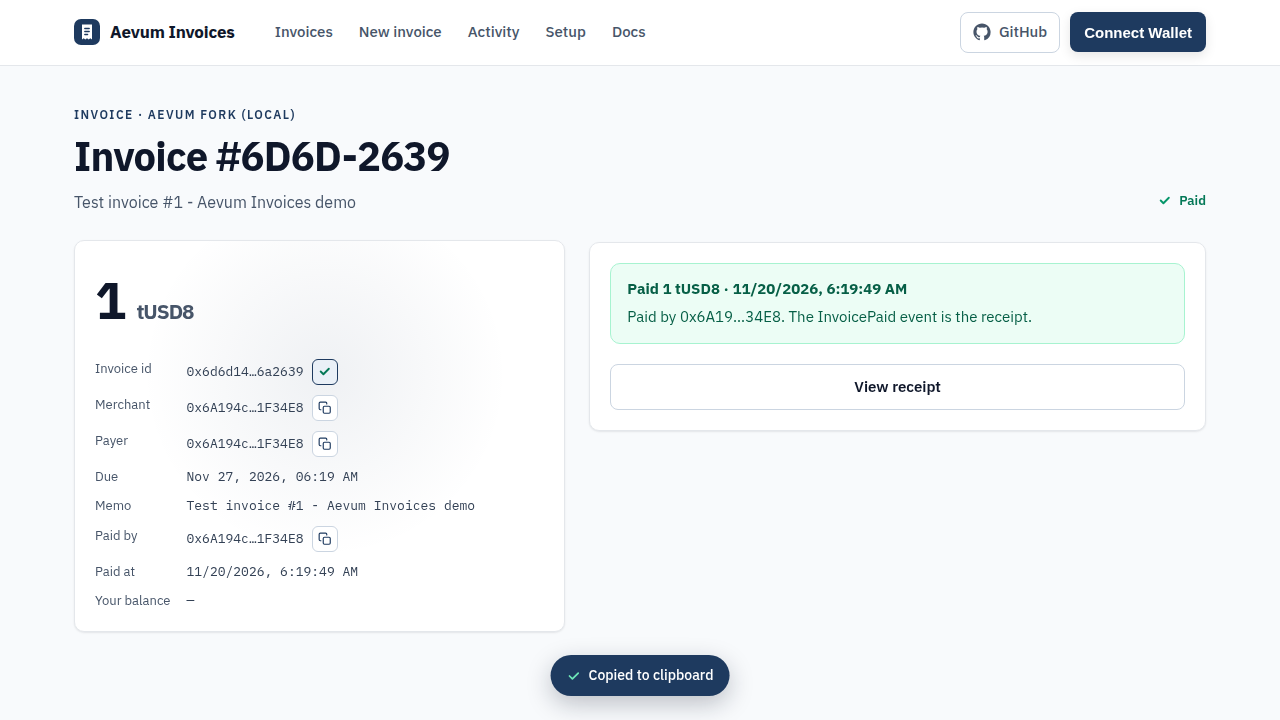 Aevum Invoices
Invoices
New invoice
Activity
Setup
Docs
GitHub
Connect Wallet
INVOICE · AEVUM FORK (LOCAL)
Invoice #6D6D-2639
Test invoice #1 - Aevum Invoices demo
Paid
1 tUSD8
Invoice id 0x6d6d14…6a2639
Merchant 0x6A194c…1F34E8
Payer 0x6A194c…1F34E8
Due Nov 27, 2026, 06:19 AM
Memo Test invoice #1 - Aevum Invoices demo
Paid by 0x6A194c…1F34E8
Paid at 11/20/2026, 6:19:49 AM
Your balance —
Paid 1 tUSD8 · 11/20/2026, 6:19:49 AM
Paid by 0x6A19…34E8. The InvoicePaid event is the receipt.
View receipt
Copied to clipboard